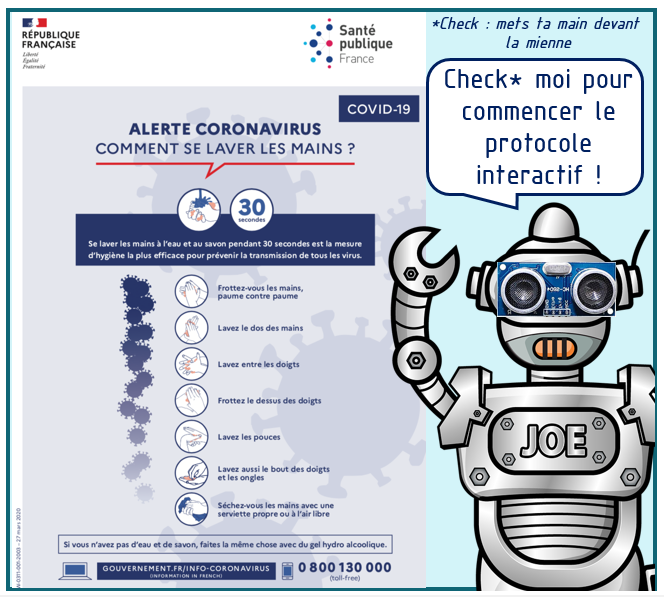 RÉPUBLIQUE
FRANÇAISE
Liberté
Égalité
Fraternité
Santé
publique
France
COVID-19
ALERTE CORONAVIRUS
COMMENT SE LAVER LES MAINS ?
30
secondes
Se laver les mains à l'eau et au savon pendant 30 secondes est la mesure
d'hygiène la plus efficace pour prévenir la transmission de tous les virus.
Frottez-vous les mains,
paume contre paume
Lavez le dos des mains
Lavez entre les doigts
Frottez le dessus des doigts
Lavez les pouces
Lavez aussi le bout des doigts
et les ongles
Séchez-vous les mains avec une
serviette propre ou à l'air libre
Si vous n'avez pas d'eau et de savon, faites la même chose avec du gel hydro alcoolique.
GOUVERNEMENT.FR/INFO-CORONAVIRUS
(INFORMATION IN FRENCH)
0 800 130 000
(toll-free)
27 mars 2020
*Check : mets ta main devant
la mienne
Check* moi pour
commencer le
protocole
interactif !
HC-SR04
JOE